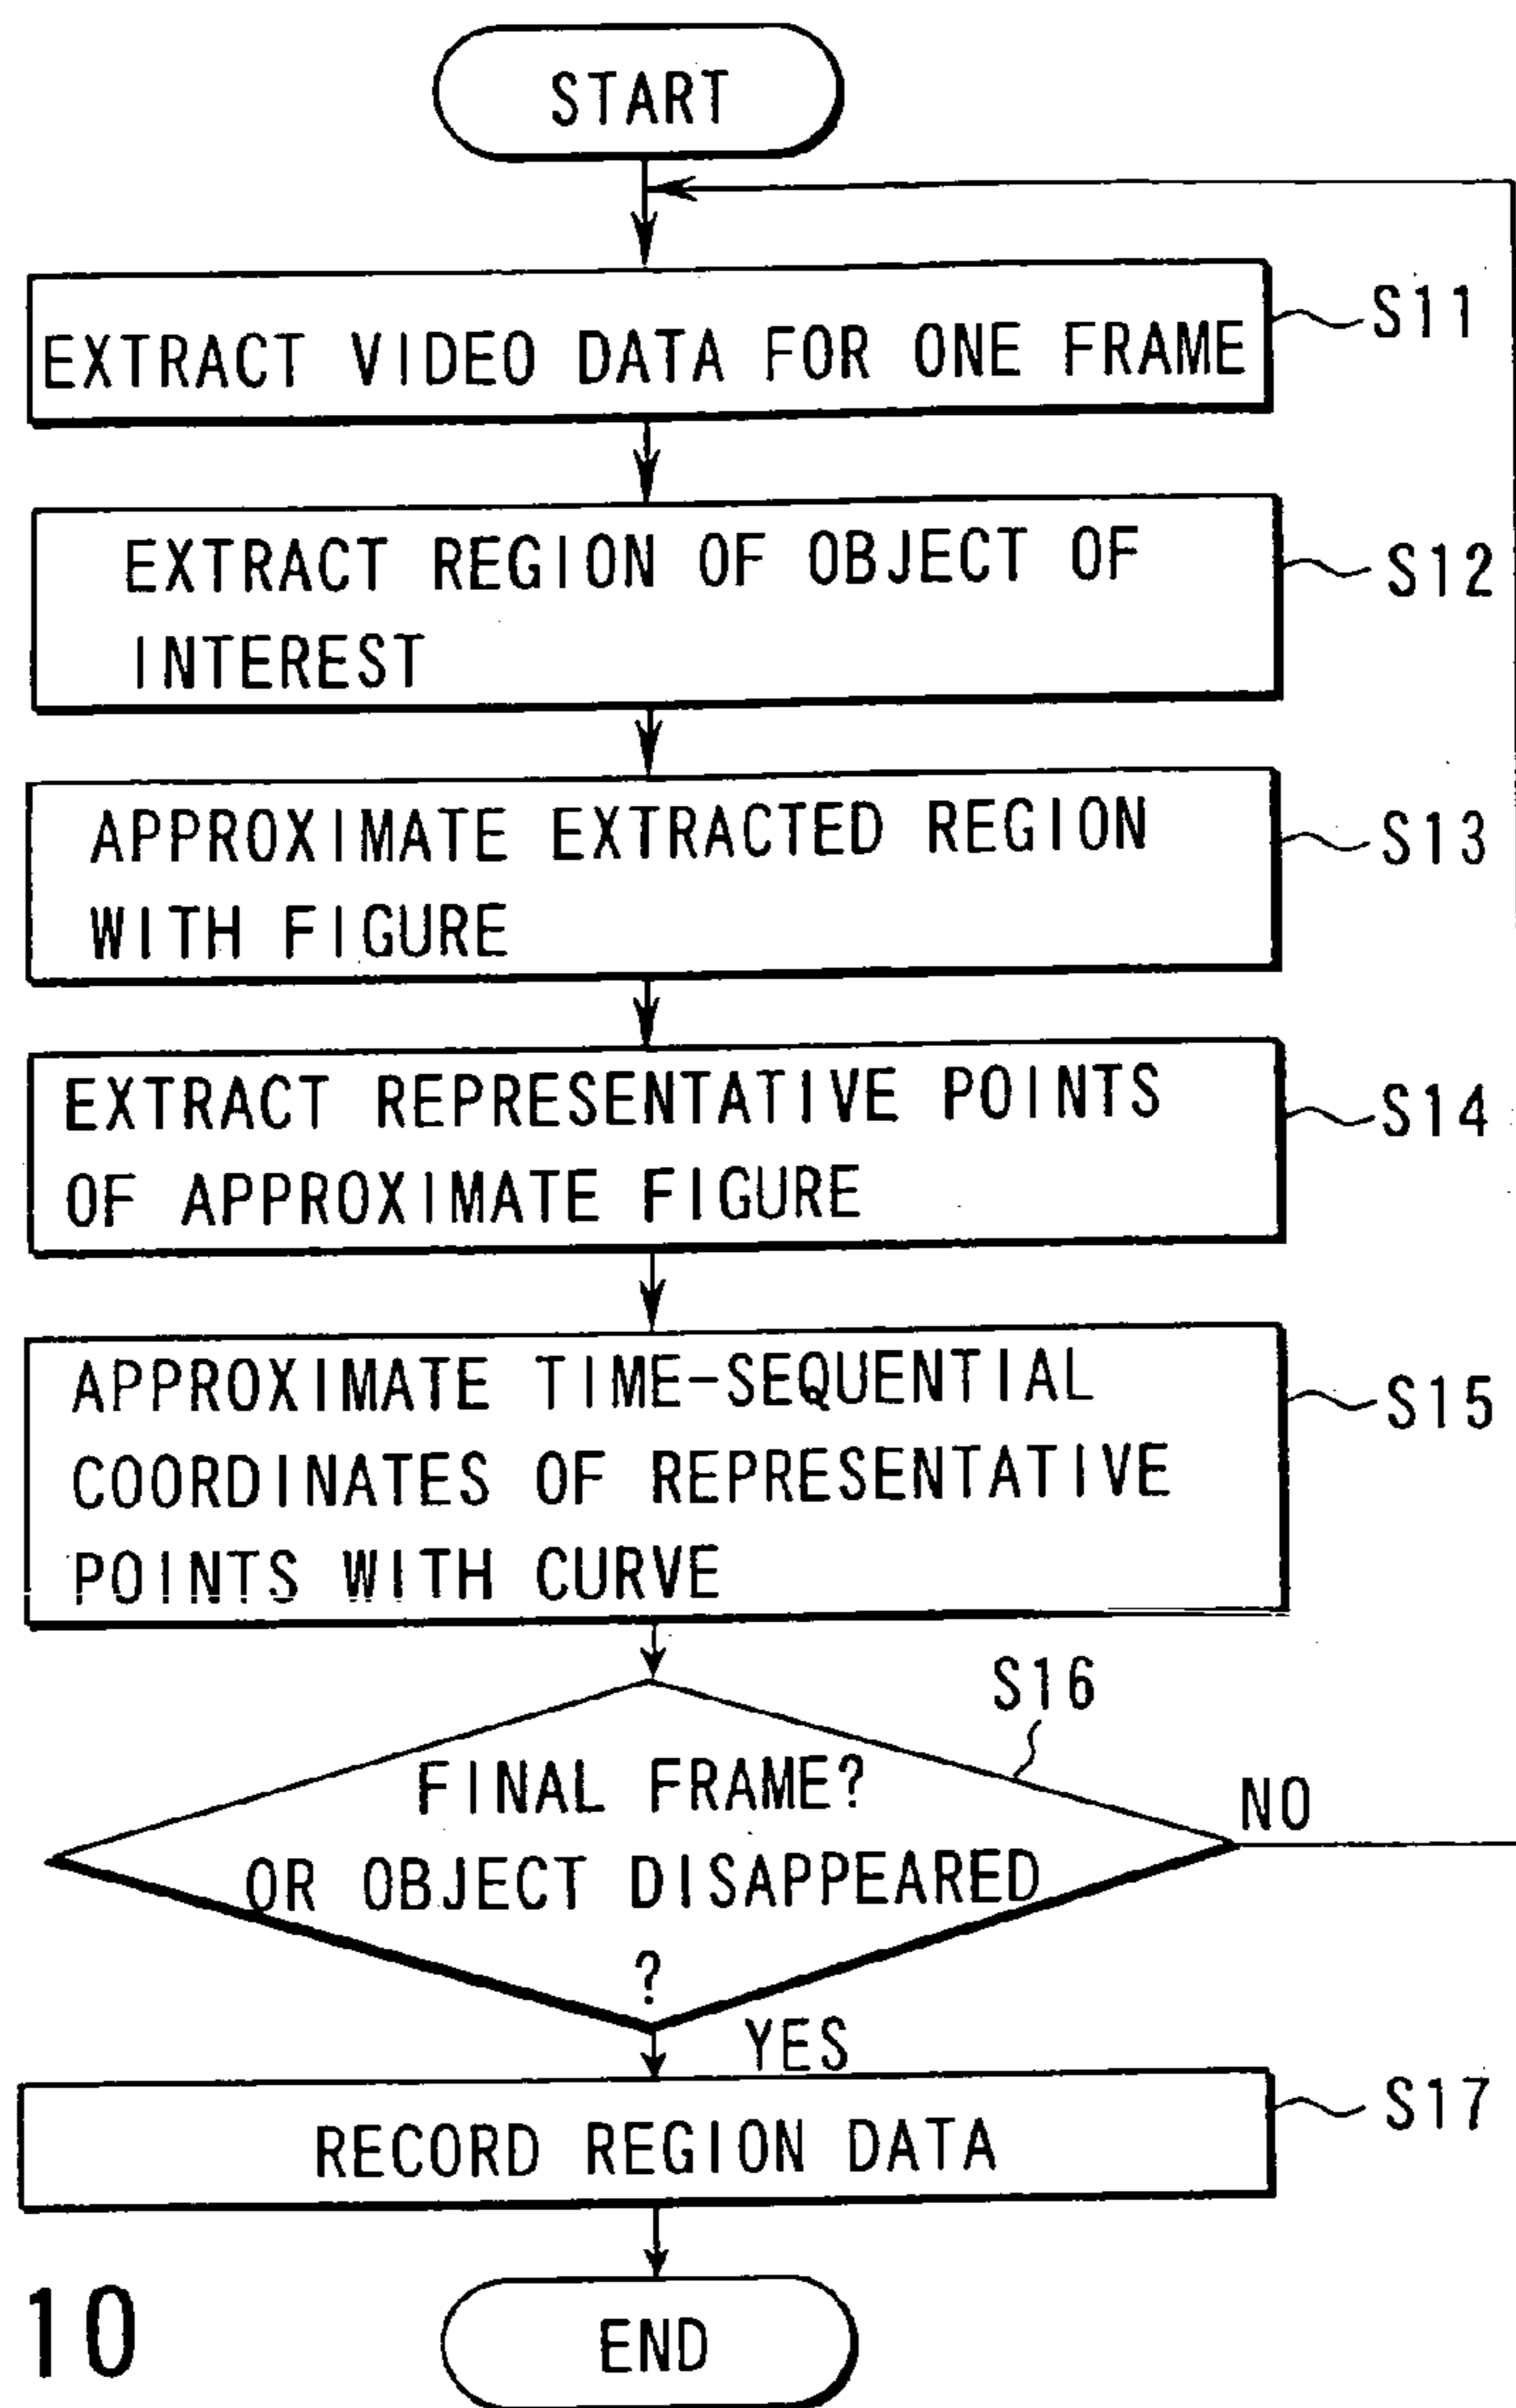 START
EXTRACT VIDEO DATA FOR ONE FRAME
S11
EXTRACT REGION OF OBJECT OF
INTEREST
S12
APPROXIMATE EXTRACTED REGION
WITH FIGURE
S13
EXTRACT REPRESENTATIVE POINTS
OF APPROXIMATE FIGURE
S14
APPROXIMATE TIME-SEQUENTIAL
COORDINATES OF REPRESENTATIVE
POINTS WITH CURVE
S15
S16
FINAL FRAME?
OR OBJECT DISAPPEARED
?
NO
YES
RECORD REGION DATA
S17
END
10